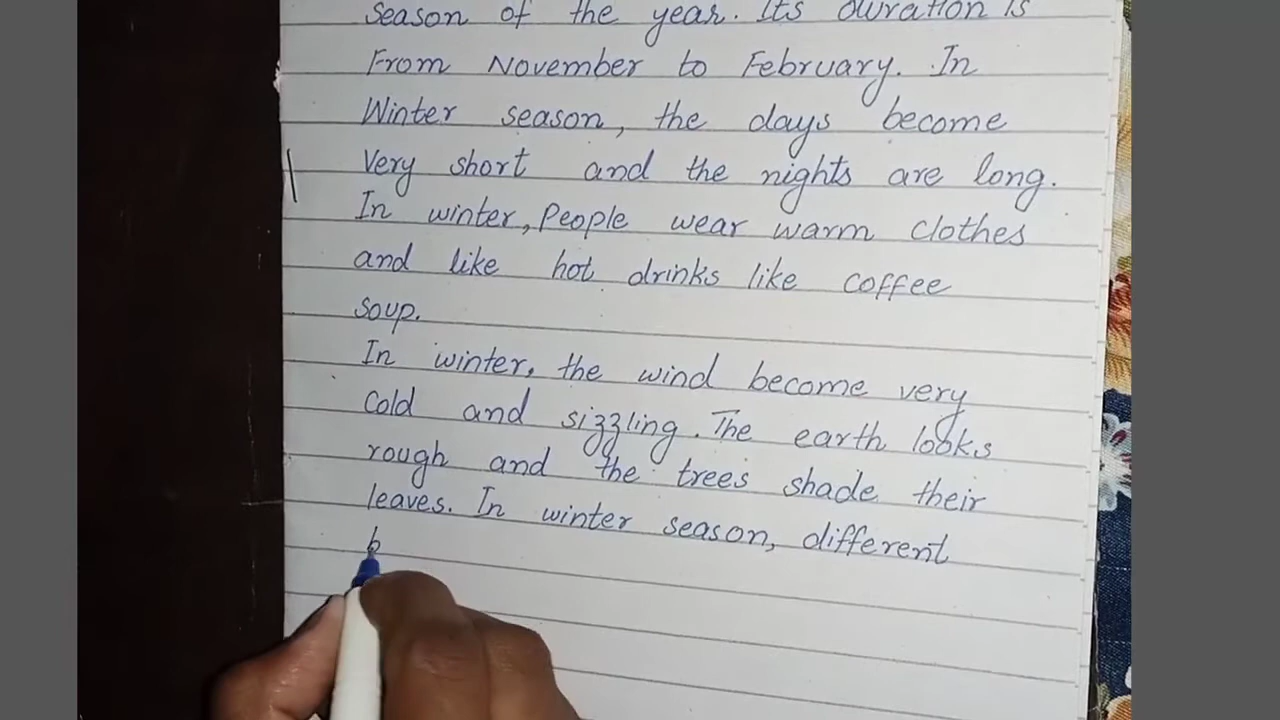 season of the year. Its duration is
From November to February. In
Winter season, the days become
very short and the nights are long.
In winter, People wear warm clothes
and like hot drinks like coffee
soup.
In winter, the wind become very
cold and sizzling. The earth looks
rough and the trees shade their
leaves. In winter season, different
b